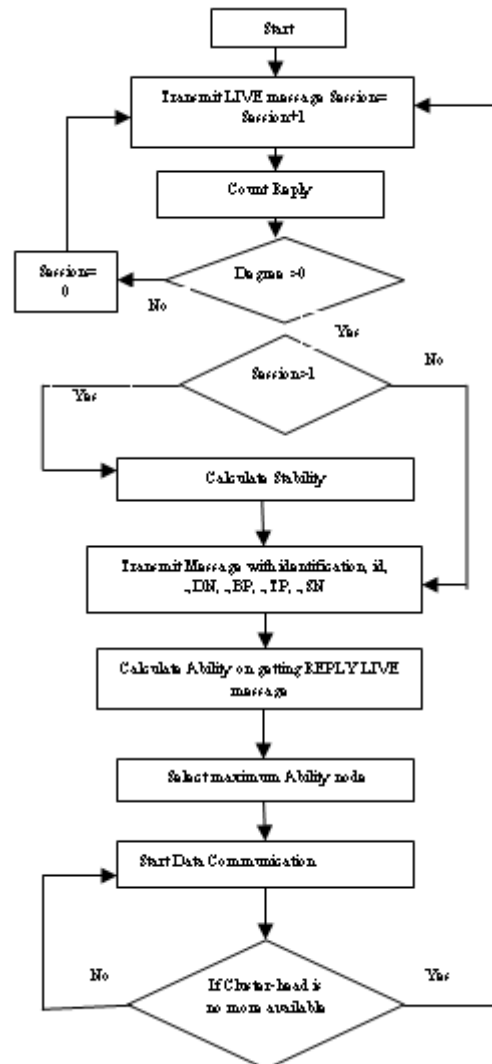 Start
Transmit LIVE message Session=
Session+1
Count Reply
Session=
0
Degree >0
No
Yes
Session>1
No
Yes
Calculate Stability
Transmit Message with identification, id,
, DN, , BP, , TP, , SN
Calculate Ability on getting REPLY LIVE
message
Select maximum Ability node
Start Data Communication
No
If Cluster-head is
no more available
Yes